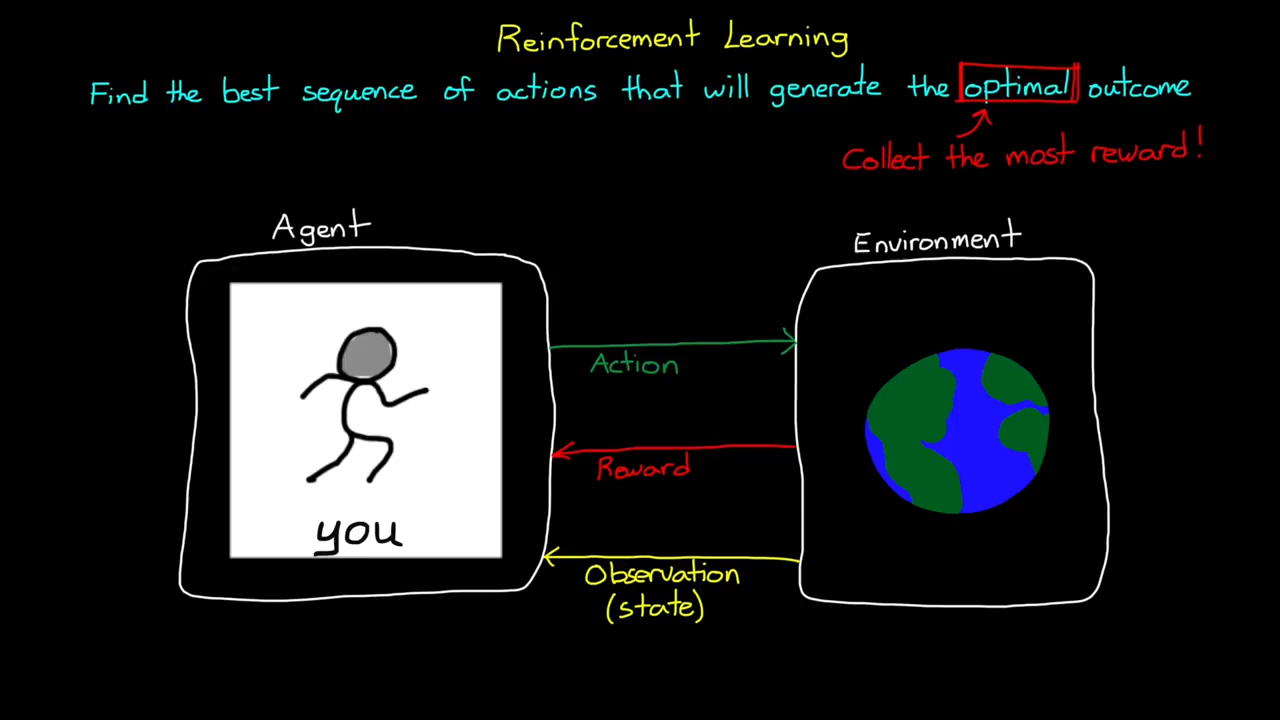 Reinforcement Learning
Find the best sequence of actions that will generate the optimal outcome
Collect the most reward!
Agent
Environment
Action
Reward
you
Observation
(state)